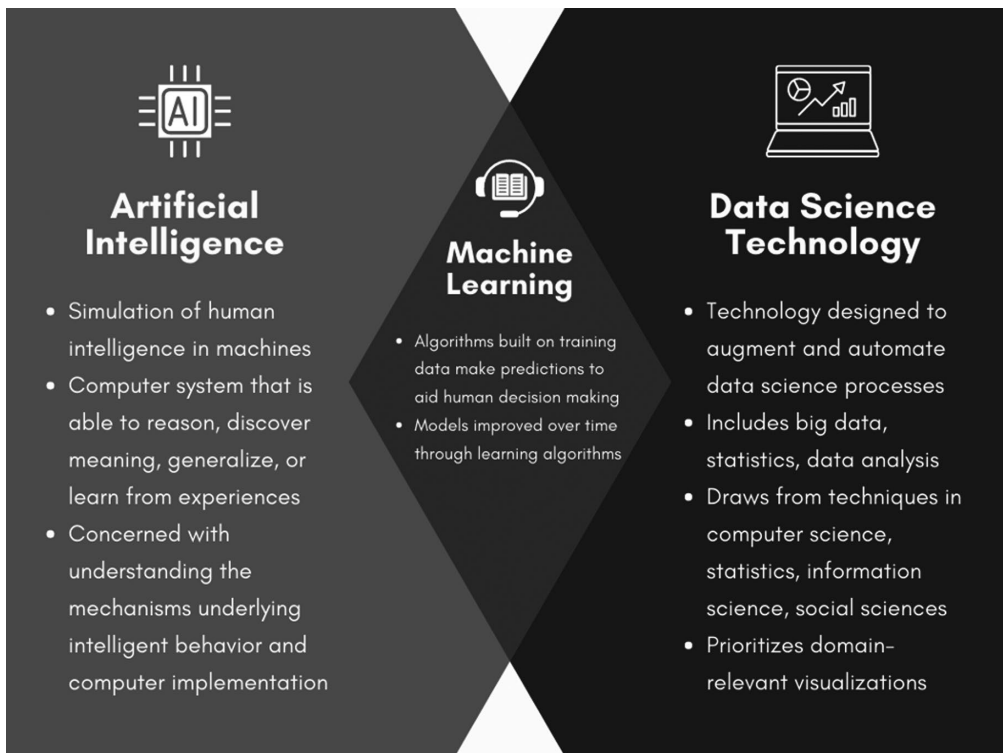 AI
Artificial
Intelligence
• Simulation of human
intelligence in machines
• Computer system that is
able to reason, discover
meaning, generalize, or
learn from experiences
• Concerned with
understanding the
mechanisms underlying
intelligent behavior and
computer implementation
Machine
Learning
• Algorithms built on training
data make predictions to
aid human decision making
• Models improved over time
through learning algorithms
Data Science
Technology
• Technology designed to
augment and automate
data science processes
• Includes big data,
statistics, data analysis
• Draws from techniques in
computer science,
statistics, information
science, social sciences
• Prioritizes domain-
relevant visualizations